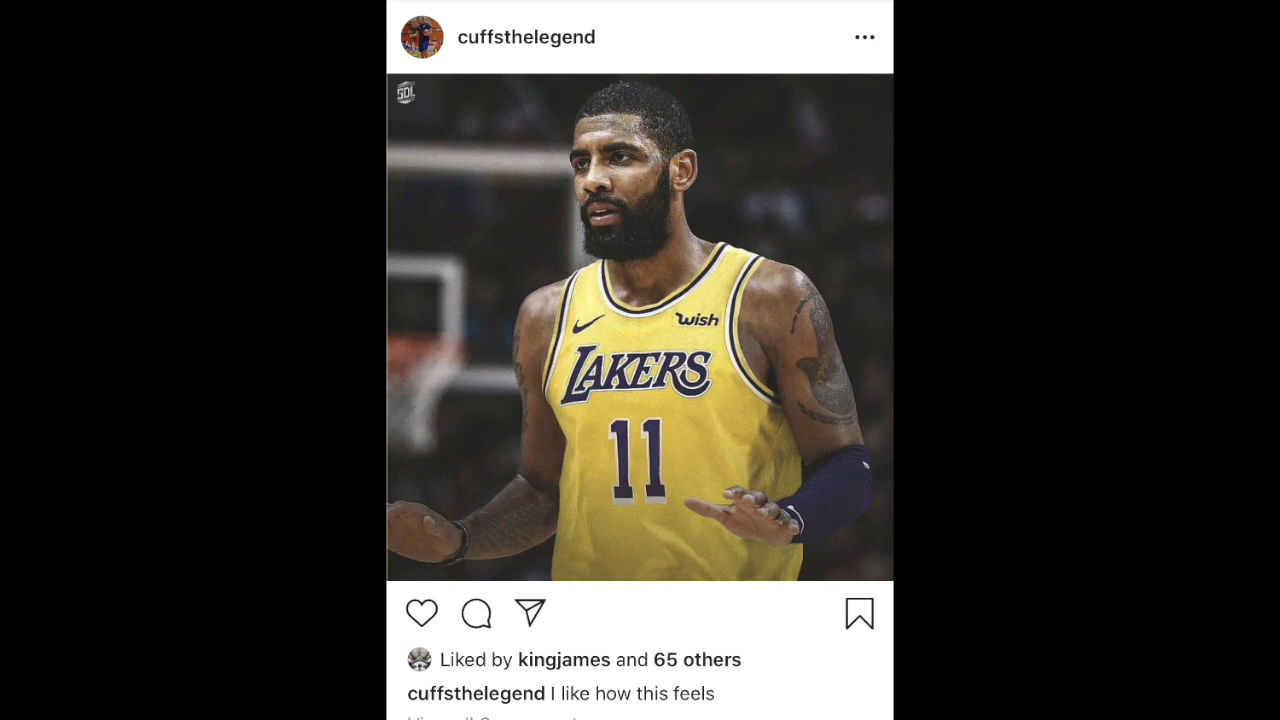 cuffsthelegend
SDL
wish
LAKERS
11
Liked by kingjames and 65 others
cuffsthelegend I like how this feels